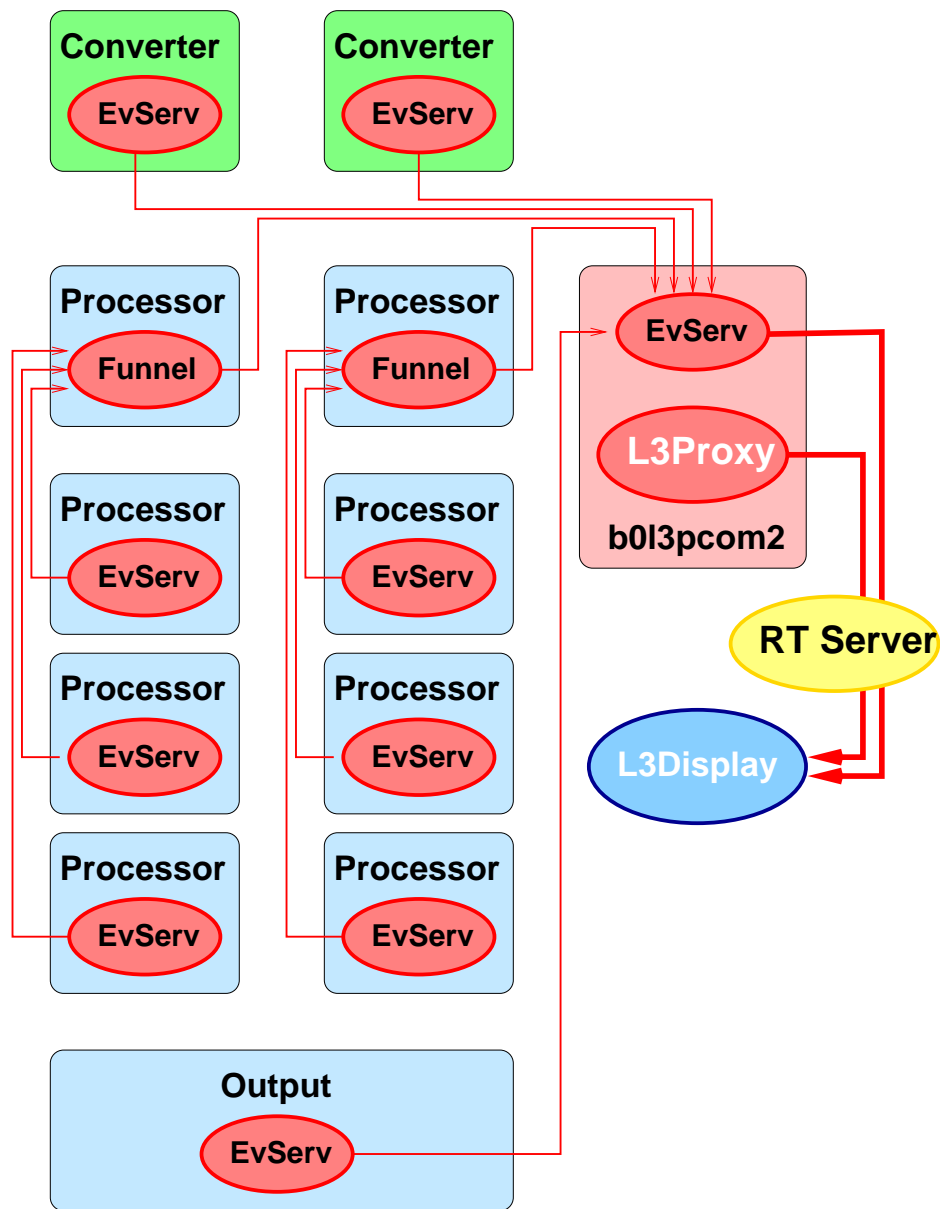 Converter
EvServ
Converter
EvServ
Processor
Funnel
Processor
Funnel
EvServ
L3Proxy
b0l3pcom2
Processor
EvServ
Processor
EvServ
RT Server
Processor
EvServ
Processor
EvServ
L3Display
Processor
EvServ
Processor
EvServ
Output
EvServ